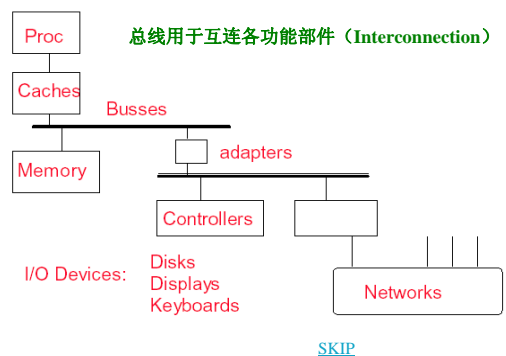 总线用于互连各功能部件（Interconnection）
Proc
Caches
Busses
Memory
adapters
Controllers
I/O Devices:
Disks
Displays
Keyboards
Networks
SKIP